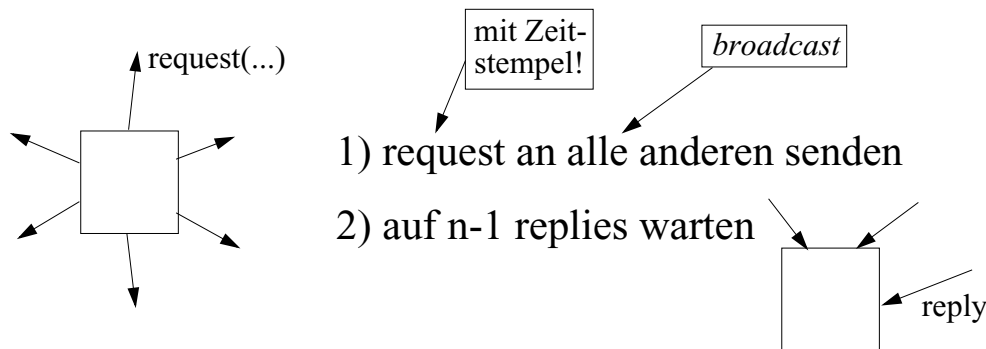 request(...)
mit Zeit-
stempel!
broadcast
1) request an alle anderen senden
2) auf n-1 replies warten
reply